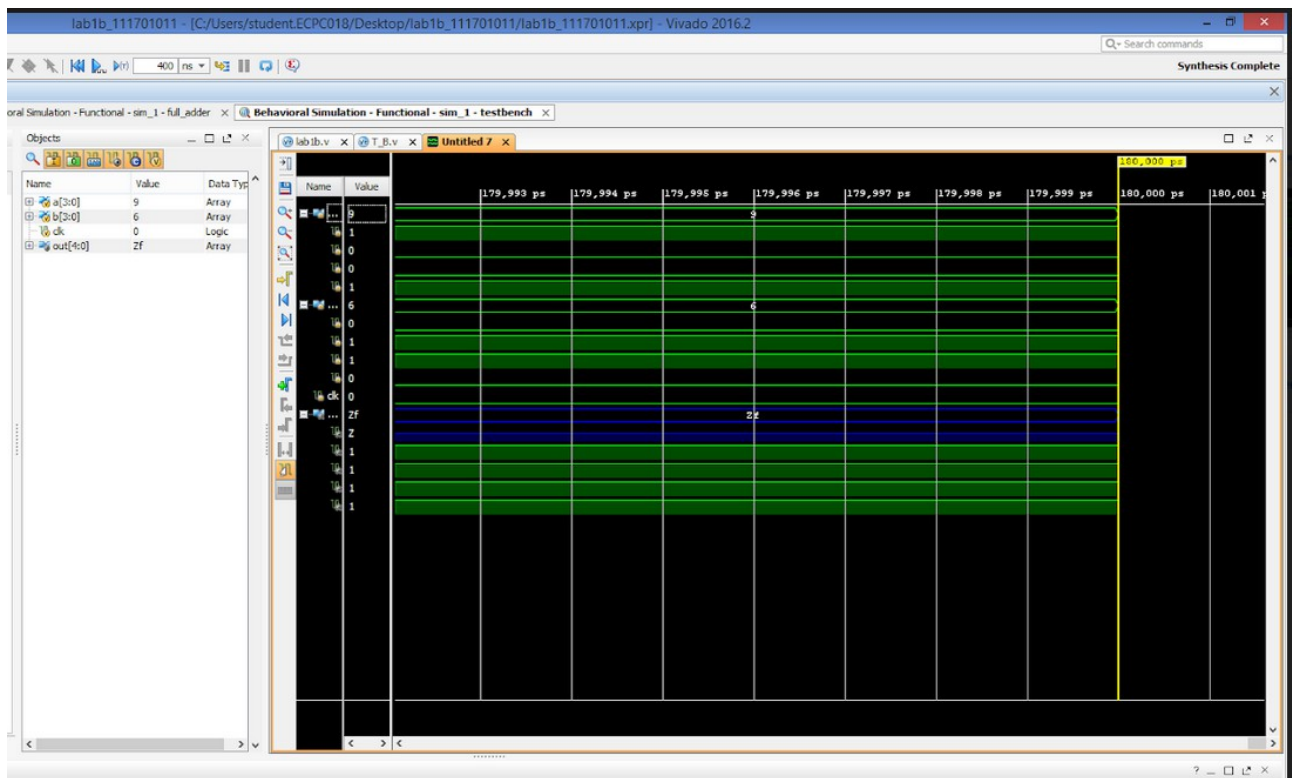 lab1b_111701011 - [C:/Users/student.ECPC018/Desktop/lab1b_111701011/lab1b_111701011.xpr] - Vivado 2016.2
Search commands
400 ns
Synthesis Complete
oral Simulation - Functional - sim_1 - full_adder
Behavioral Simulation - Functional - sim_1 - testbench
Objects
lab1b.v
T_B.v
Untitled 7
Name Value Data Typ
a[3:0] 9 Array
b[3:0] 6 Array
clk 0 Logic
out[4:0] Zf Array
Name Value
180,000 ps
179,993 ps 179,994 ps 179,995 ps 179,996 ps 179,997 ps 179,998 ps 179,999 ps 180,000 ps 180,001 p
... 9 9
1
0
0
1
... 6 6
0
1
1
0
clk 0
... Zf Zf
Z
1
1
1
1